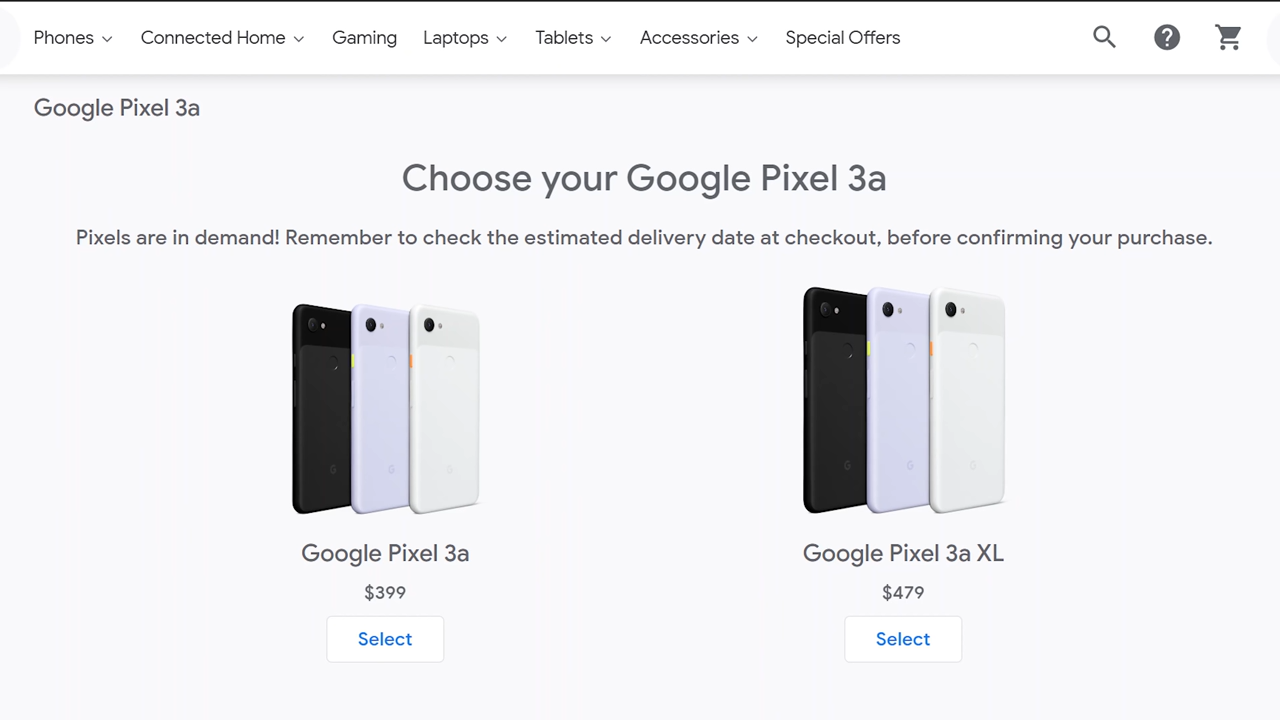 Phones Connected Home Gaming Laptops Tablets Accessories Special Offers
Google Pixel 3a
Choose your Google Pixel 3a
Pixels are in demand! Remember to check the estimated delivery date at checkout, before confirming your purchase.
Google Pixel 3a
$399
Select
Google Pixel 3a XL
$479
Select